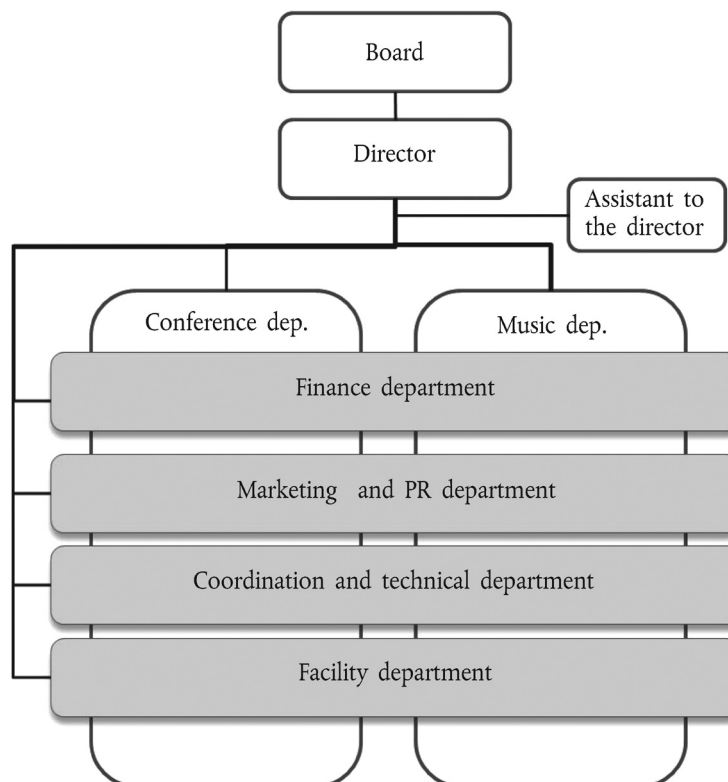 Board
Director
Assistant to
the director
Conference dep.
Music dep.
Finance department
Marketing and PR department
Coordination and technical department
Facility department